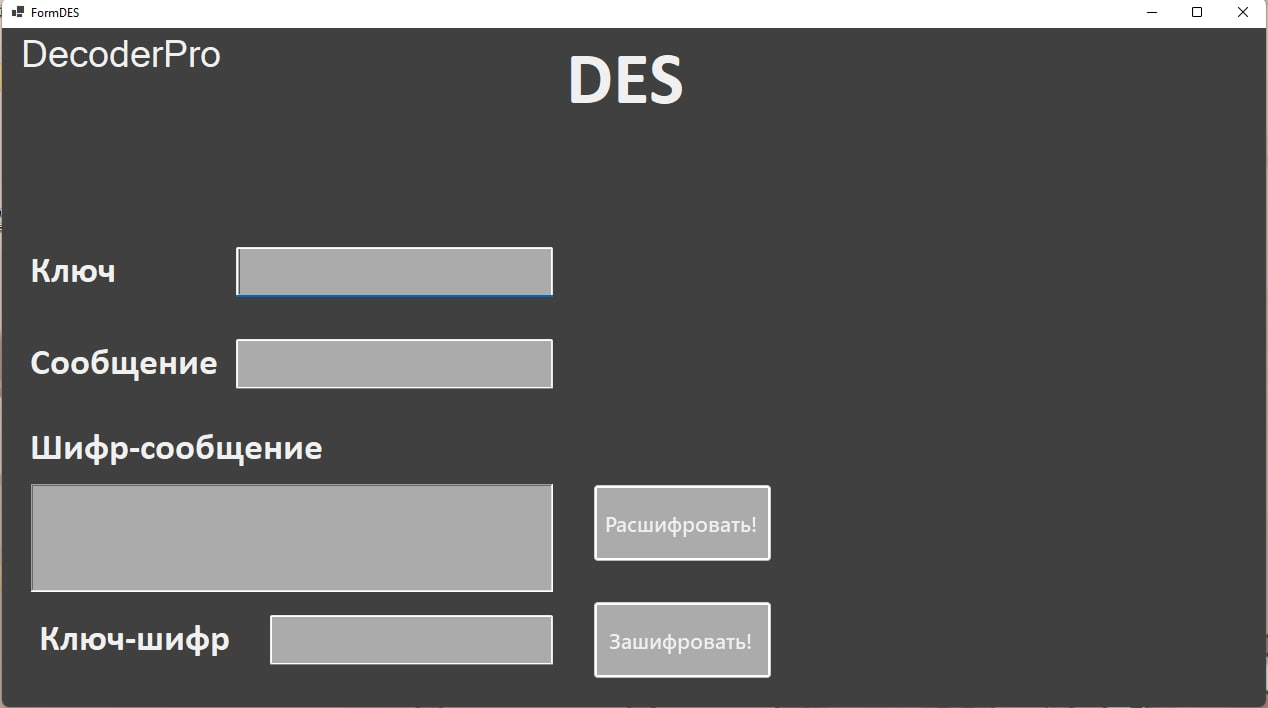 FormDES
DecoderPro
DES
Ключ
Сообщение
Шифр-сообщение
Расшифровать!
Ключ-шифр
Зашифровать!